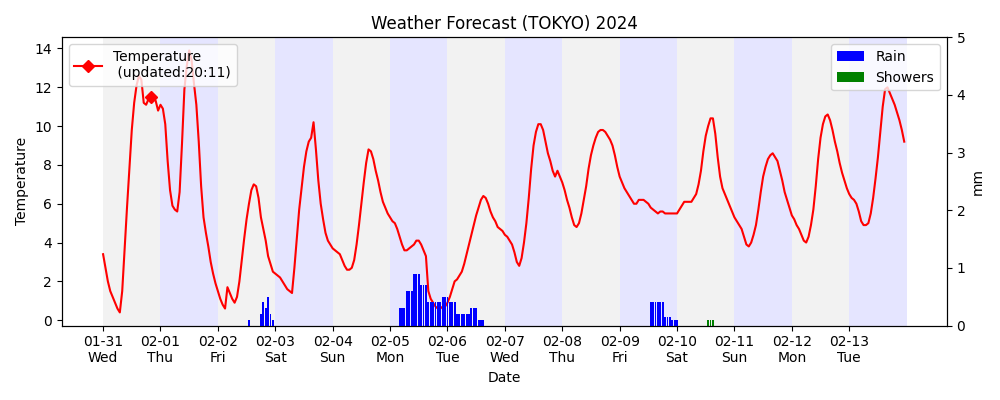 Weather Forecast (TOKYO) 2024
Temperature
(updated:20:11)
Rain
Showers
14
12
10
8
6
4
2
0
Temperature
5
4
3
2
1
0
mm
01-31 02-01 02-02 02-03 02-04 02-05 02-06 02-07 02-08 02-09 02-10 02-11 02-12 02-13
Wed Thu Fri Sat Sun Mon Tue Wed Thu Fri Sat Sun Mon Tue
Date